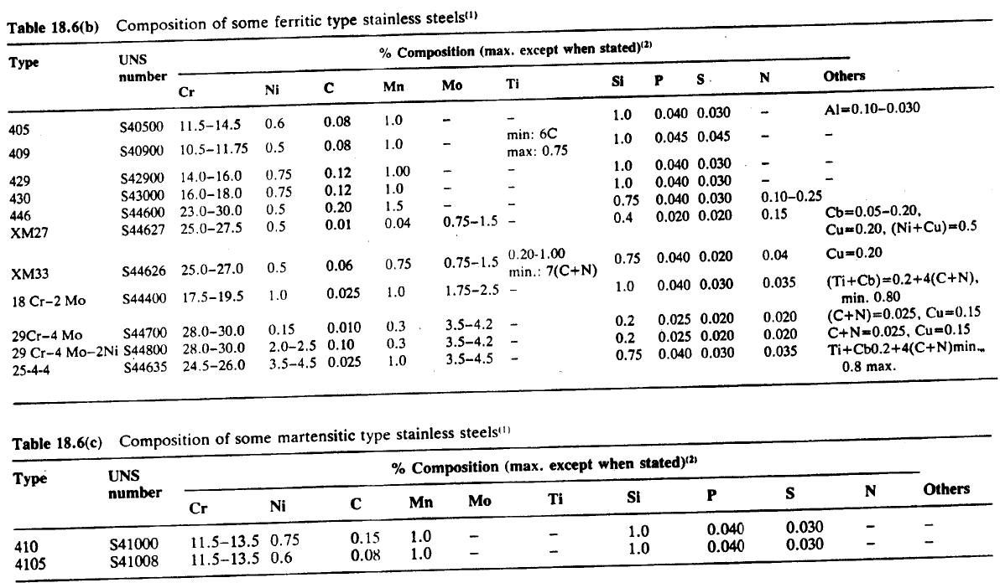 Table 18.6(b) Composition of some ferritic type stainless steels(1)
Type UNS number % Composition (max. except when stated)(2)
Cr Ni C Mn Mo Ti Si P S N Others
405 S40500 11.5–14.5 0.6 0.08 1.0 – – 1.0 0.040 0.030 – Al=0.10–0.030
409 S40900 10.5–11.75 0.5 0.08 1.0 – min: 6C max: 0.75 1.0 0.045 0.045 – –
429 S42900 14.0–16.0 0.75 0.12 1.00 – – 1.0 0.040 0.030 – –
430 S43000 16.0–18.0 0.75 0.12 1.0 – – 1.0 0.040 0.030 – –
446 S44600 23.0–30.0 0.5 0.20 1.5 – – 0.75 0.040 0.030 0.10–0.25
XM27 S44627 25.0–27.5 0.5 0.01 0.04 0.75–1.5 – 0.4 0.020 0.020 0.15 Cb=0.05–0.20,
Cu=0.20, (Ni+Cu)=0.5
XM33 S44626 25.0–27.0 0.5 0.06 0.75 0.75–1.5 0.20-1.00 min.: 7(C+N) 0.75 0.040 0.020 0.04 Cu=0.20
18 Cr–2 Mo S44400 17.5–19.5 1.0 0.025 1.0 1.75–2.5 – 1.0 0.040 0.030 0.035 (Ti+Cb)=0.2+4(C+N),
min. 0.80
29Cr–4 Mo S44700 28.0–30.0 0.15 0.010 0.3 3.5–4.2 – 0.2 0.025 0.020 0.020 (C+N)=0.025, Cu=0.15
29 Cr–4 Mo–2Ni S44800 28.0–30.0 2.0–2.5 0.10 0.3 3.5–4.2 – 0.2 0.025 0.020 0.020 C+N=0.025, Cu=0.15
25-4-4 S44635 24.5–26.0 3.5–4.5 0.025 1.0 3.5–4.5 – 0.75 0.040 0.030 0.035 Ti+Cb0.2+4(C+N)min.,
0.8 max.
Table 18.6(c) Composition of some martensitic type stainless steels(1)
Type UNS number % Composition (max. except when stated)(2)
Cr Ni C Mn Mo Ti Si P S N Others
410 S41000 11.5–13.5 0.75 0.15 1.0 – – 1.0 0.040 0.030 – –
4105 S41008 11.5–13.5 0.6 0.08 1.0 – – 1.0 0.040 0.030 – –